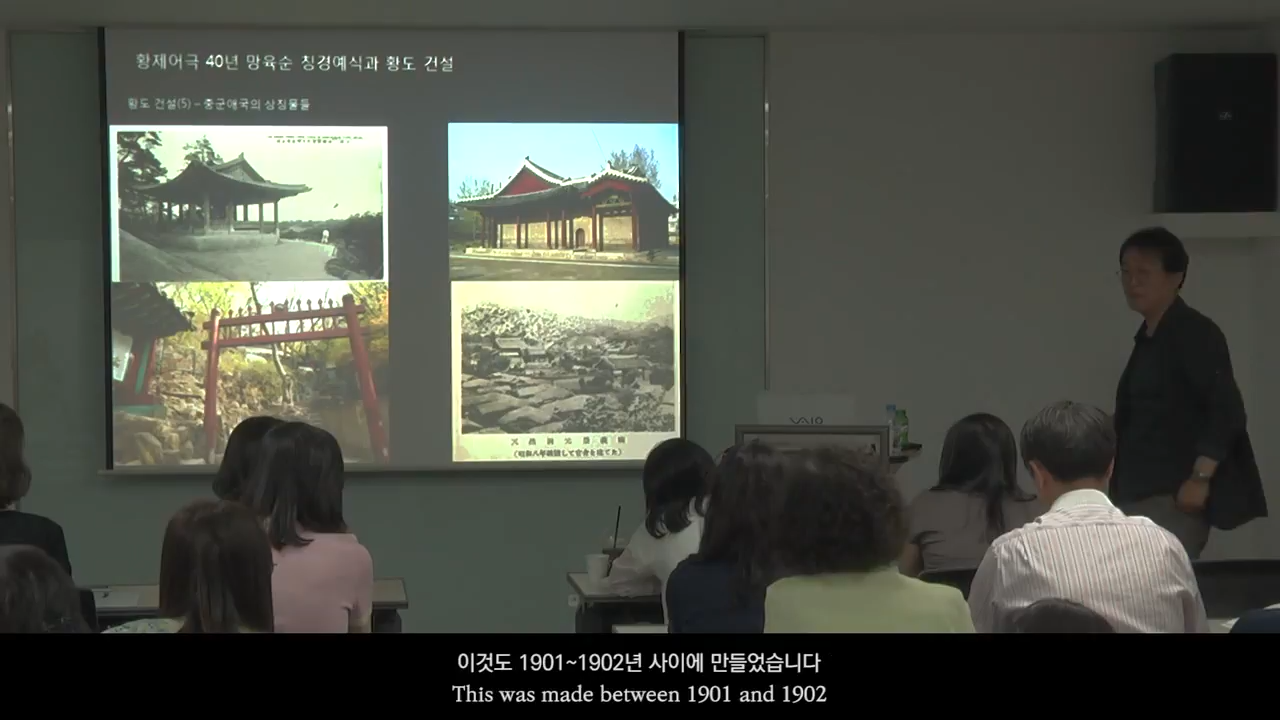 황제어극 40년 망육순 칭경예식과 황도 건설
황도 건설(5) – 충군애국의 상징물들
VAIO
이것도 1901~1902년 사이에 만들었습니다
This was made between 1901 and 1902